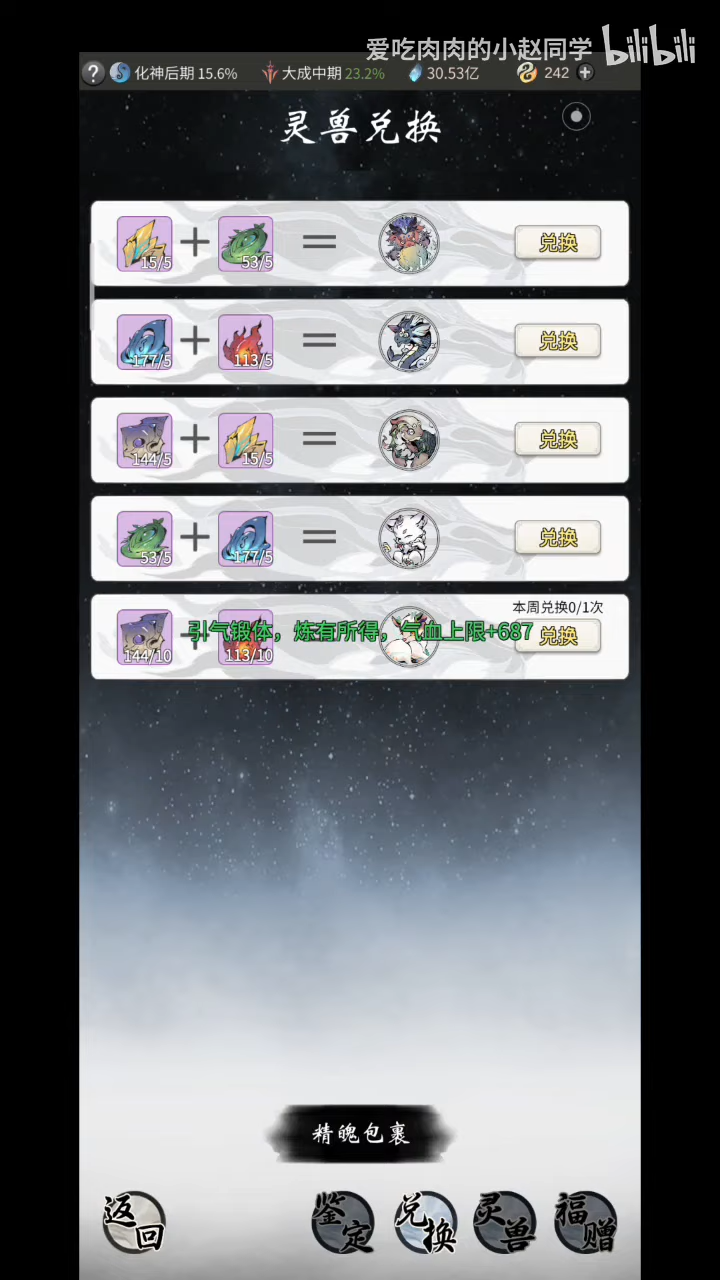 爱吃肉肉的小赵同学 bilibili
? 化神后期 15.6% 大成中期 23.2% 30.53亿 242 +
灵兽兑换
15/5 + 53/5 = 兑换
177/5 + 113/5 = 兑换
144/5 + 15/5 = 兑换
53/5 + 177/5 = 兑换
本周兑换0/1次
引气锻体，炼有所得，气血上限+687
144/10 113/10 兑换
精魄包裹
返回 鉴定 兑换 灵兽 福赠